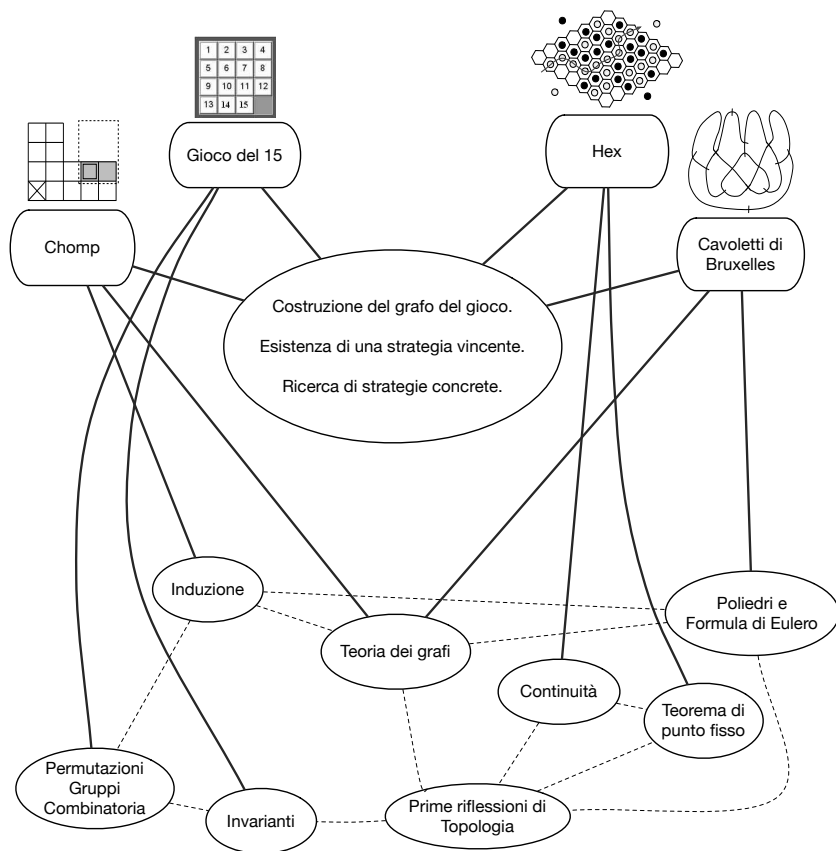 1 2 3 4
5 6 7 8
9 10 11 12
13 14 15
Gioco del 15
Hex
Chomp
Cavoletti di
Bruxelles
Costruzione del grafo del gioco.
Esistenza di una strategia vincente.
Ricerca di strategie concrete.
Induzione
Poliedri e
Formula di Eulero
Teoria dei grafi
Continuità
Teorema di
punto fisso
Permutazioni
Gruppi
Combinatoria
Invarianti
Prime riflessioni di
Topologia